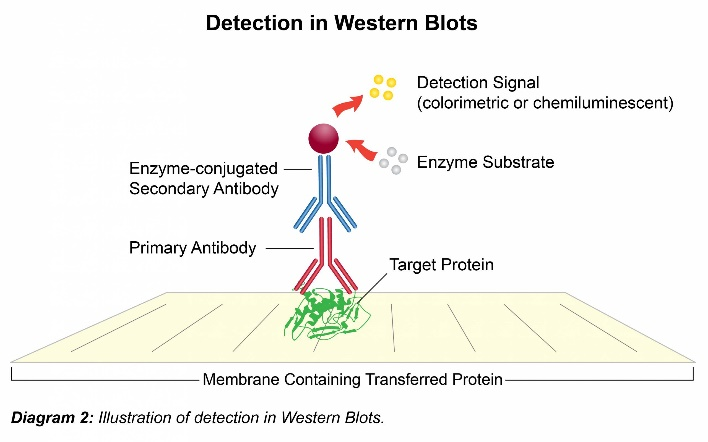 Detection in Western Blots
Detection Signal
(colorimetric or chemiluminescent)
Enzyme Substrate
Enzyme-conjugated
Secondary Antibody
Primary Antibody
Target Protein
Membrane Containing Transferred Protein
Diagram 2: Illustration of detection in Western Blots.